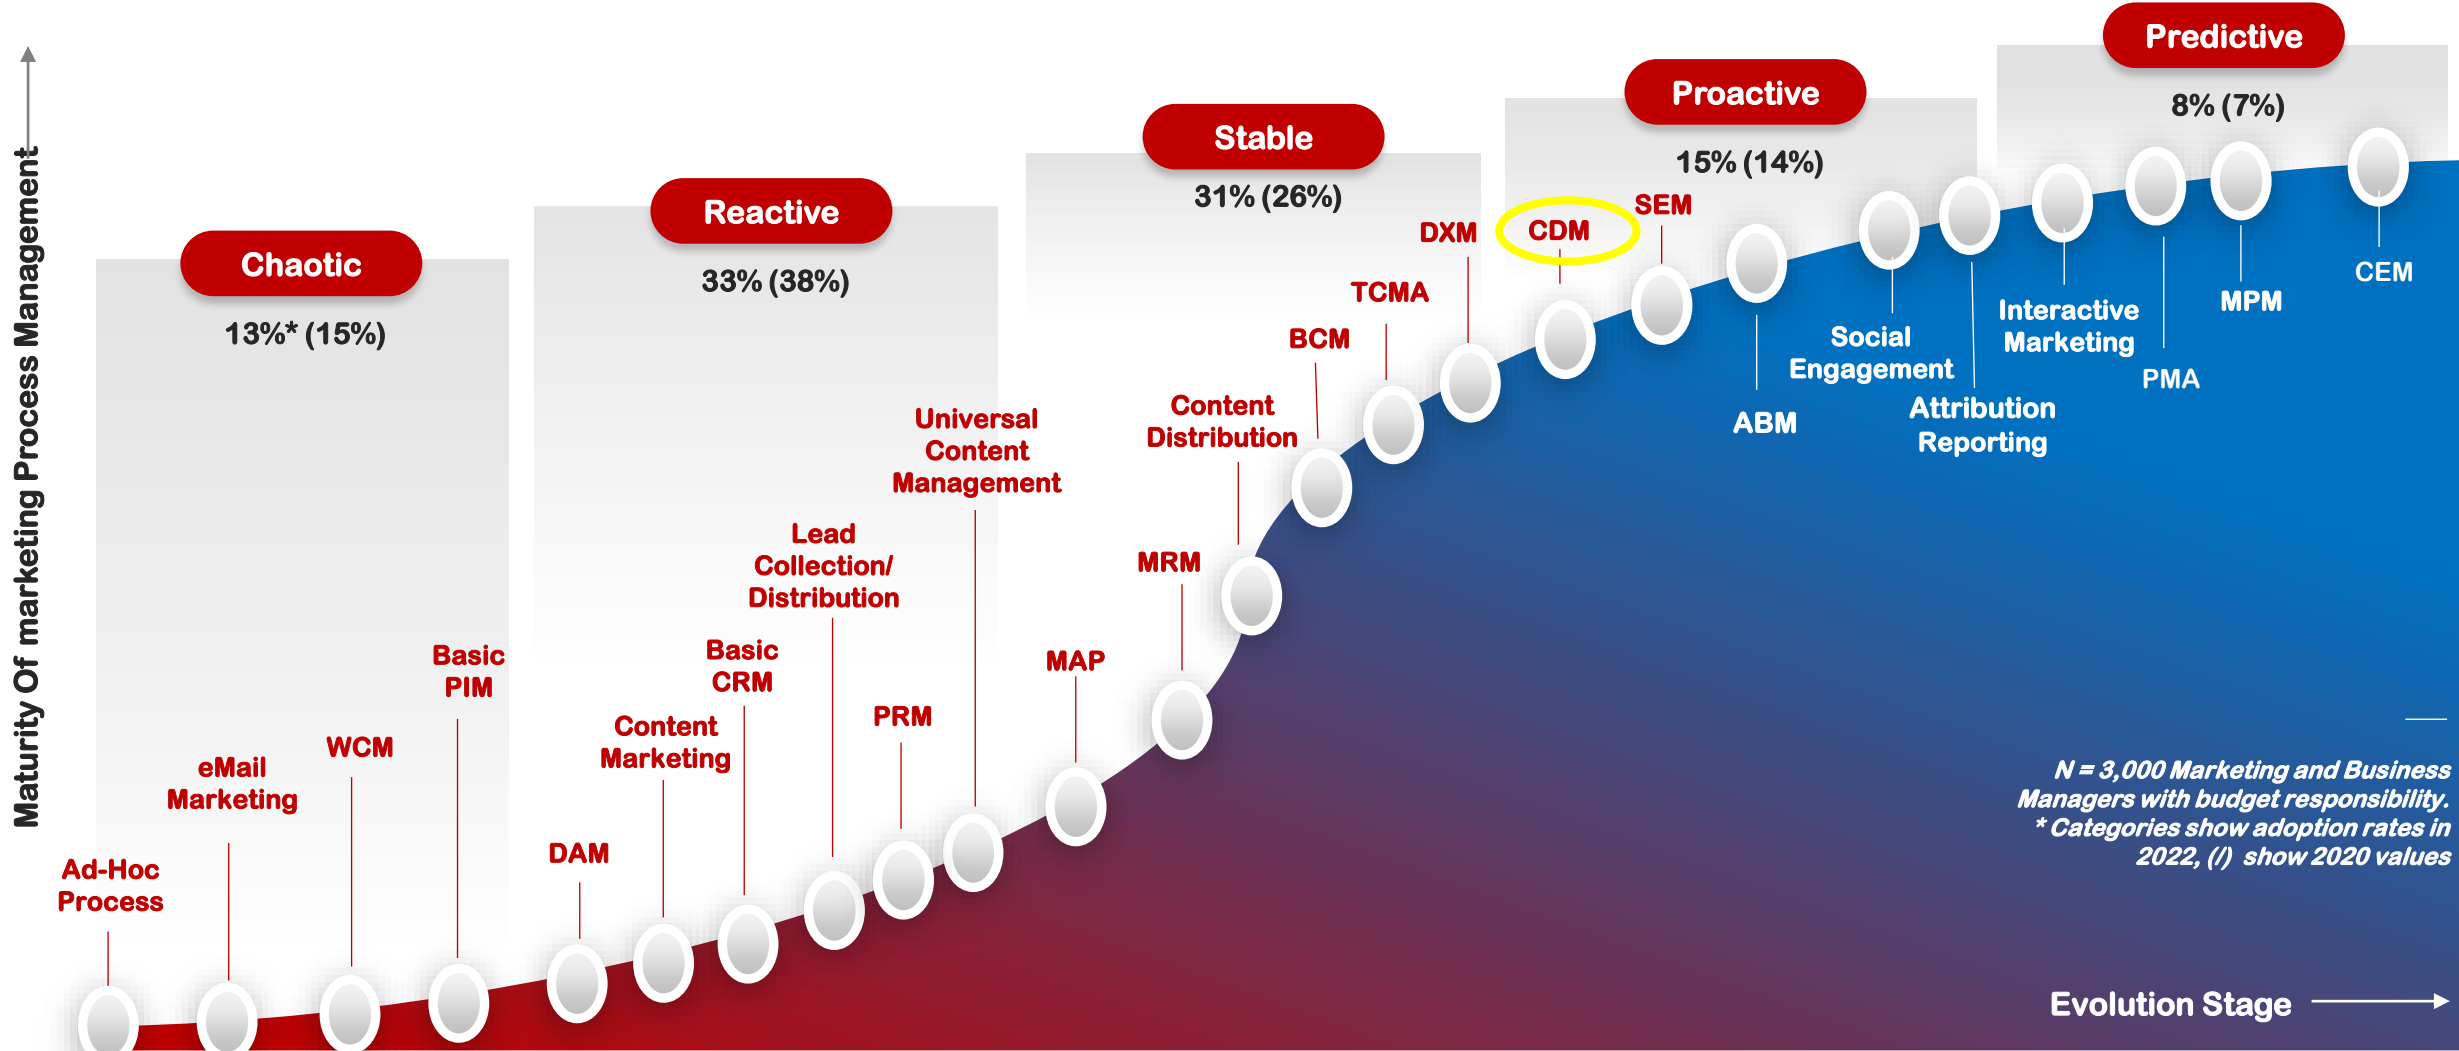 Maturity Of marketing Process Management
Chaotic
13%* (15%)
Reactive
33% (38%)
Stable
31% (26%)
Proactive
15% (14%)
Predictive
8% (7%)
Ad-Hoc
Process
eMail
Marketing
WCM
Basic
PIM
DAM
Content
Marketing
Basic
CRM
Lead
Collection/
Distribution
PRM
Universal
Content
Management
MAP
MRM
Content
Distribution
BCM
TCMA
DXM
CDM
SEM
ABM
Social
Engagement
Attribution
Reporting
Interactive
Marketing
PMA
MPM
CEM
N = 3,000 Marketing and Business
Managers with budget responsibility.
* Categories show adoption rates in
2022, (/) show 2020 values
Evolution Stage